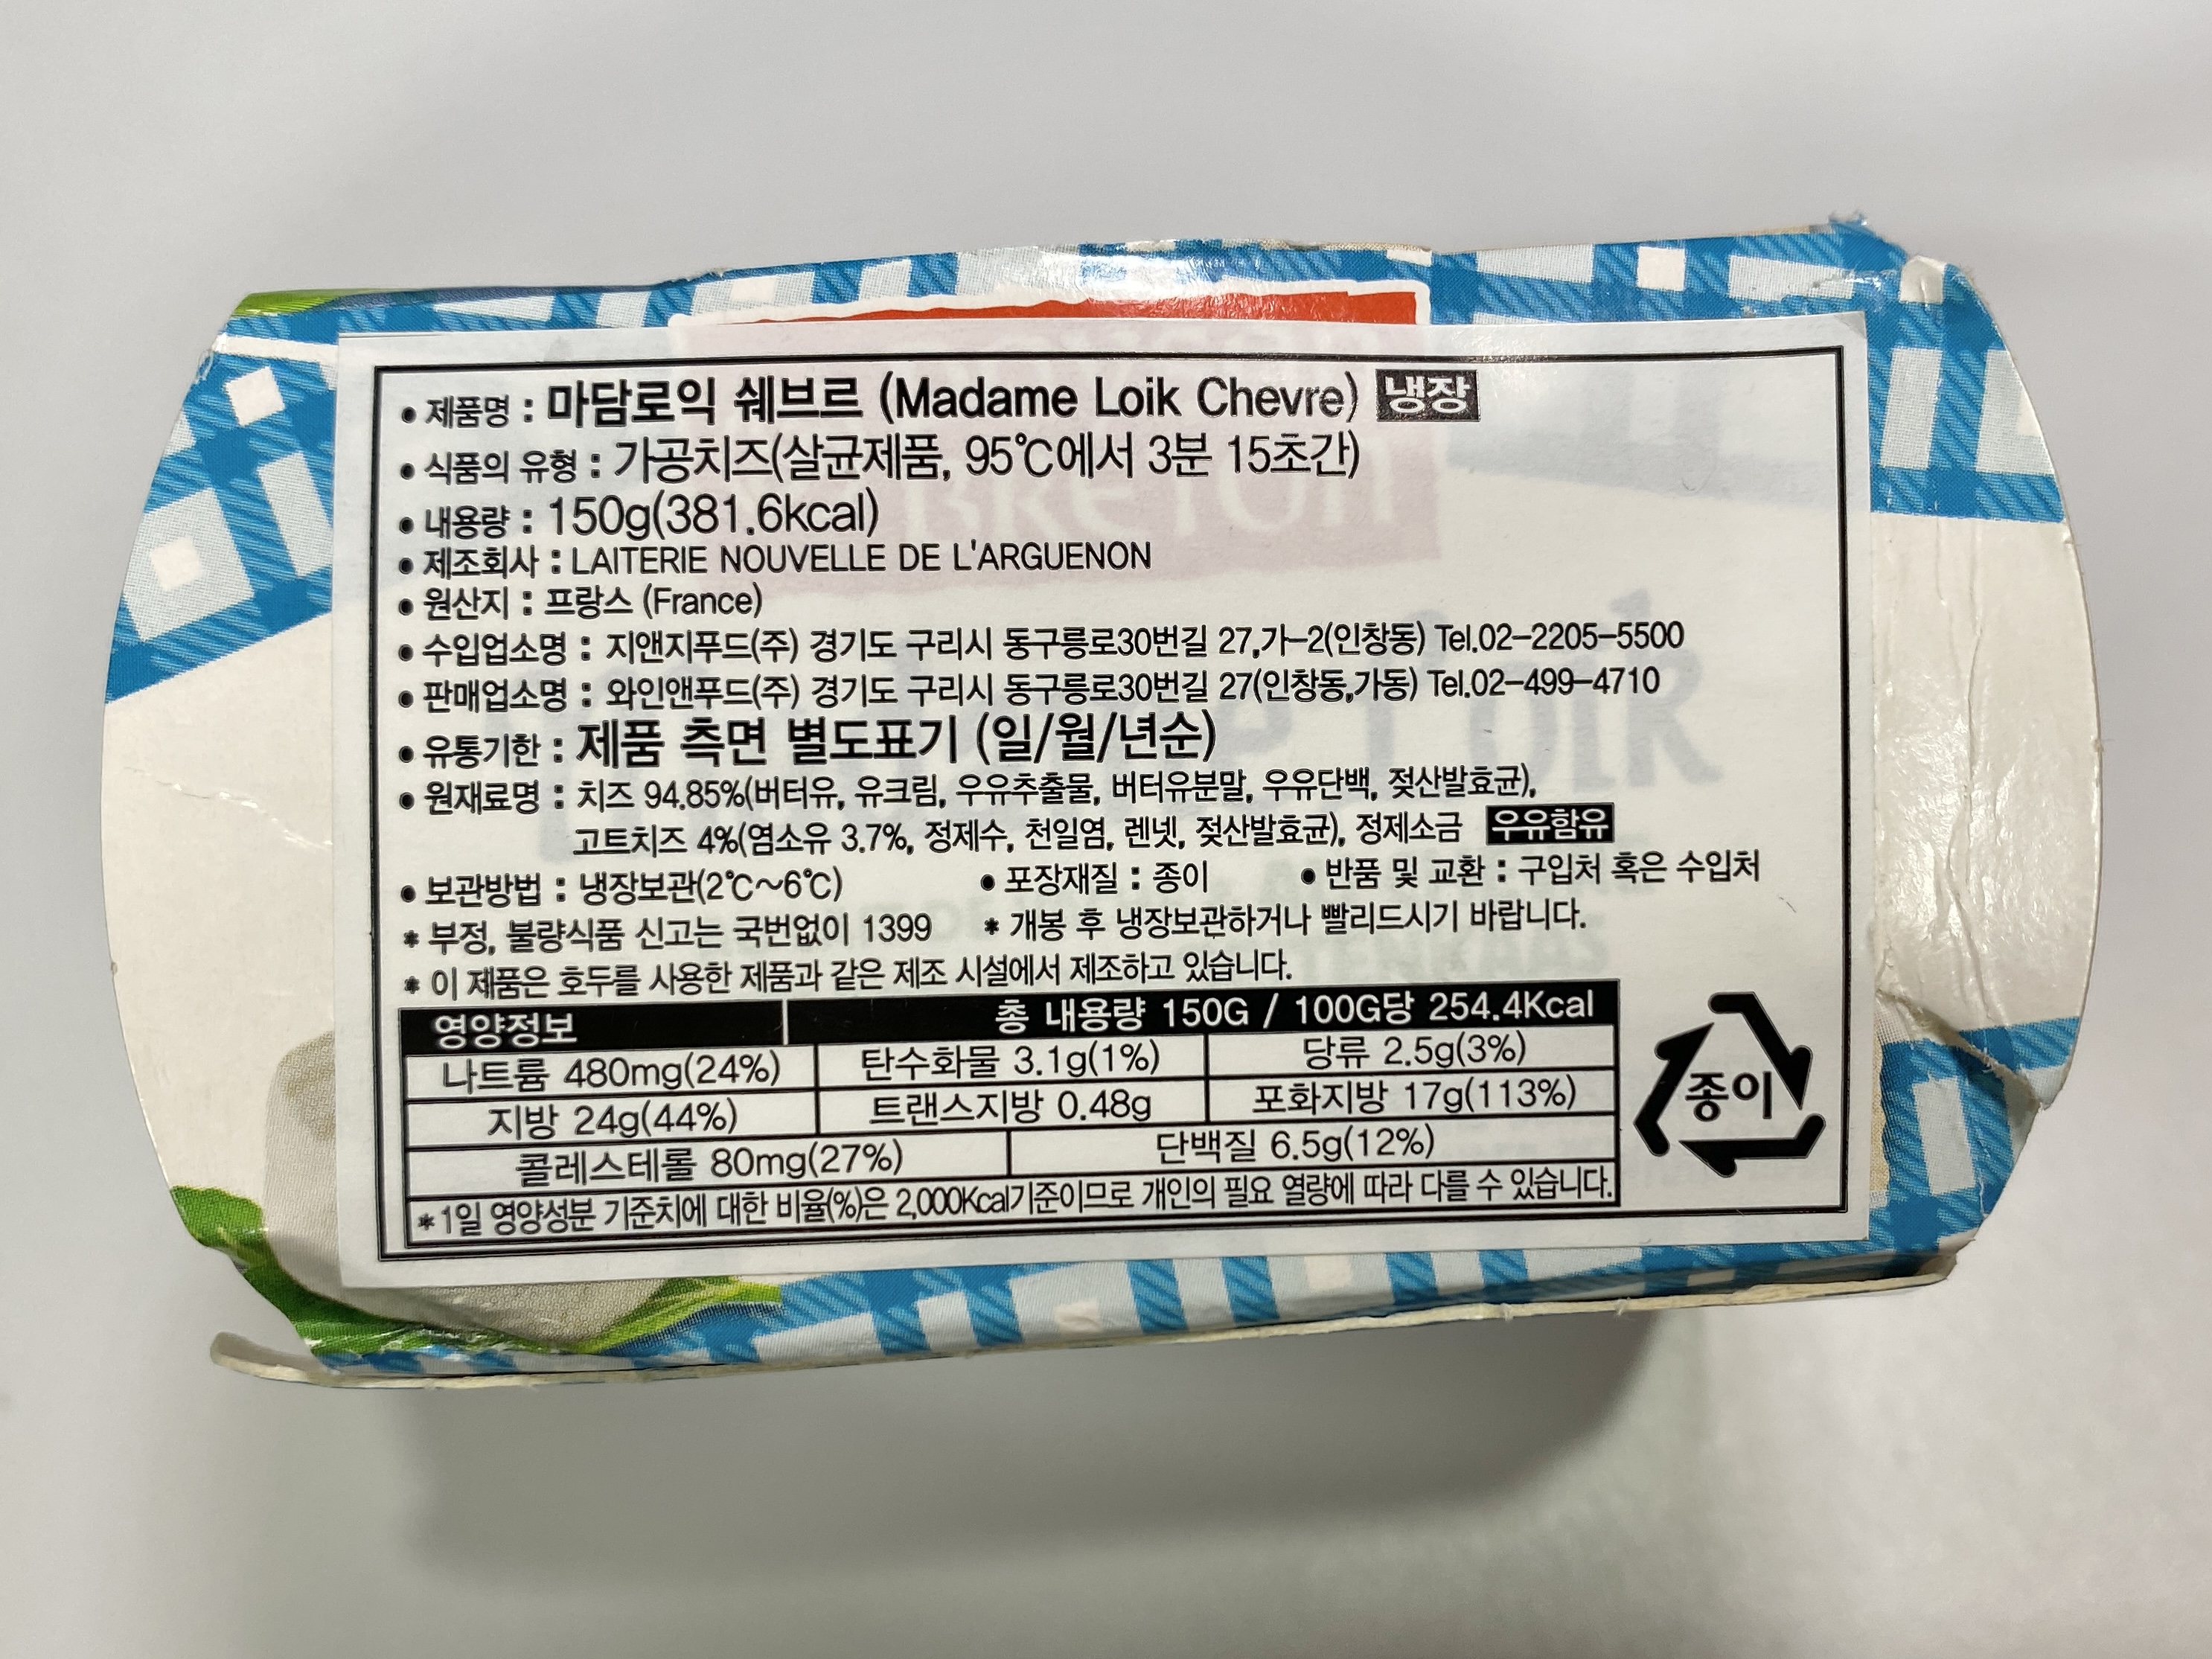 • 제품명 : 마담로익 쉐브르 (Madame Loik Chevre) 냉장
• 식품의 유형 : 가공치즈(살균제품, 95℃에서 3분 15초간)
• 내용량 : 150g(381.6kcal)
• 제조회사 : LAITERIE NOUVELLE DE L'ARGUENON
• 원산지 : 프랑스 (France)
• 수입업소명 : 지앤지푸드(주) 경기도 구리시 동구릉로30번길 27,가-2(인창동) Tel.02-2205-5500
• 판매업소명 : 와인앤푸드(주) 경기도 구리시 동구릉로30번길 27(인창동,가동) Tel.02-499-4710
• 유통기한 : 제품 측면 별도표기 (일/월/년순)
• 원재료명 : 치즈 94.85%(버터유, 유크림, 우유추출물, 버터유분말, 우유단백, 젖산발효균),
고트치즈 4%(염소유 3.7%, 정제수, 천일염, 렌넷, 젖산발효균), 정제소금 우유함유
• 보관방법 : 냉장보관(2℃~6℃) • 포장재질 : 종이 • 반품 및 교환 : 구입처 혹은 수입처
* 부정, 불량식품 신고는 국번없이 1399 * 개봉 후 냉장보관하거나 빨리드시기 바랍니다.
* 이 제품은 호두를 사용한 제품과 같은 제조 시설에서 제조하고 있습니다.
영양정보 총 내용량 150G / 100G당 254.4Kcal
나트륨 480mg(24%) 탄수화물 3.1g(1%) 당류 2.5g(3%)
지방 24g(44%) 트랜스지방 0.48g 포화지방 17g(113%)
콜레스테롤 80mg(27%) 단백질 6.5g(12%)
* 1일 영양성분 기준치에 대한 비율(%)은 2,000Kcal기준이므로 개인의 필요 열량에 따라 다를 수 있습니다.
종이
BRETON